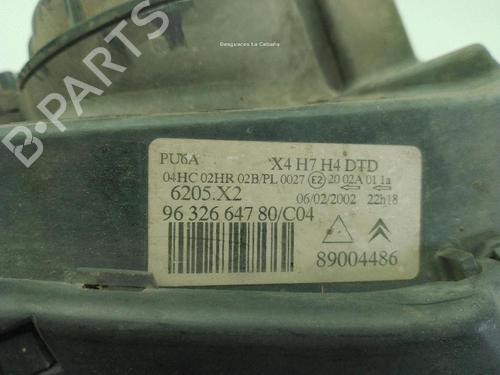 Desguaces La Cabaña
B-PARTS
PU6A X4 H7 H4 DTD
04HC 02HR 02B/PL 0027 E2 20 02A 01 1a
6205.X2 06/02/2002 22h18
96 326 647 80/C04
89004486